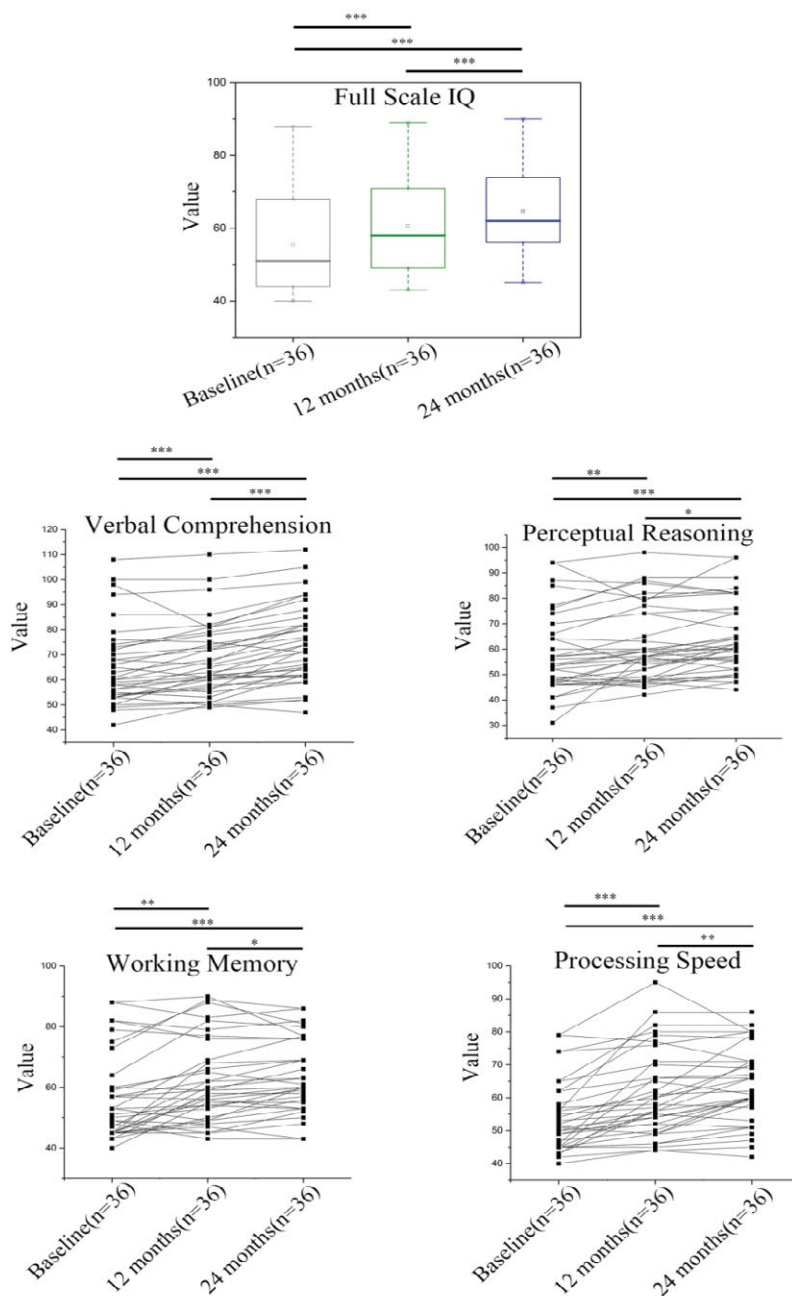 ***
***
***
Full Scale IQ
100
80
60
40
Value
Baseline(n=36)
12 months(n=36)
24 months(n=36)
***
***
***
Verbal Comprehension
120
110
100
90
80
70
60
50
40
Value
Baseline(n=36)
12 months(n=36)
24 months(n=36)
**
***
*
Perceptual Reasoning
100
90
80
70
60
50
40
30
Value
Baseline(n=36)
12 months(n=36)
24 months(n=36)
**
***
*
Working Memory
100
80
60
40
Value
Baseline(n=36)
12 months(n=36)
24 months(n=36)
***
***
**
Processing Speed
100
90
80
70
60
50
40
Value
Baseline(n=36)
12 months(n=36)
24 months(n=36)